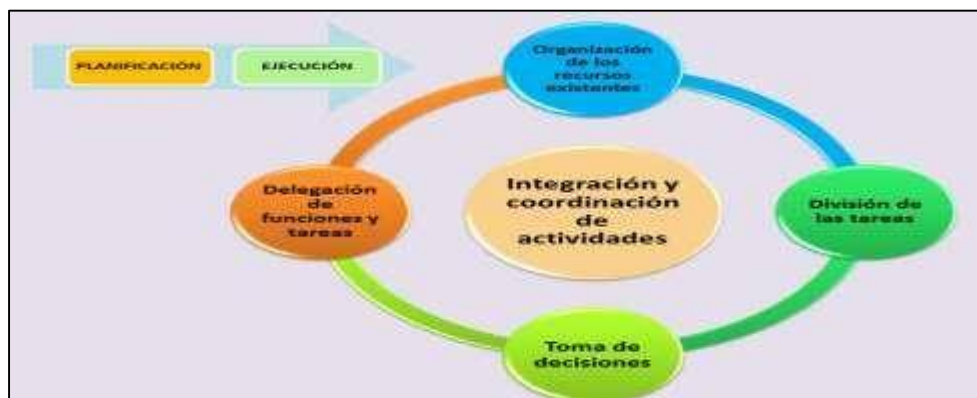 PLANIFICACIÓN
EJECUCIÓN
Organización
de los
recursos
existentes
Delegación
de
funciones y
tareas
Integración y
coordinación
de
actividades
División de
las tareas
Toma de
decisiones